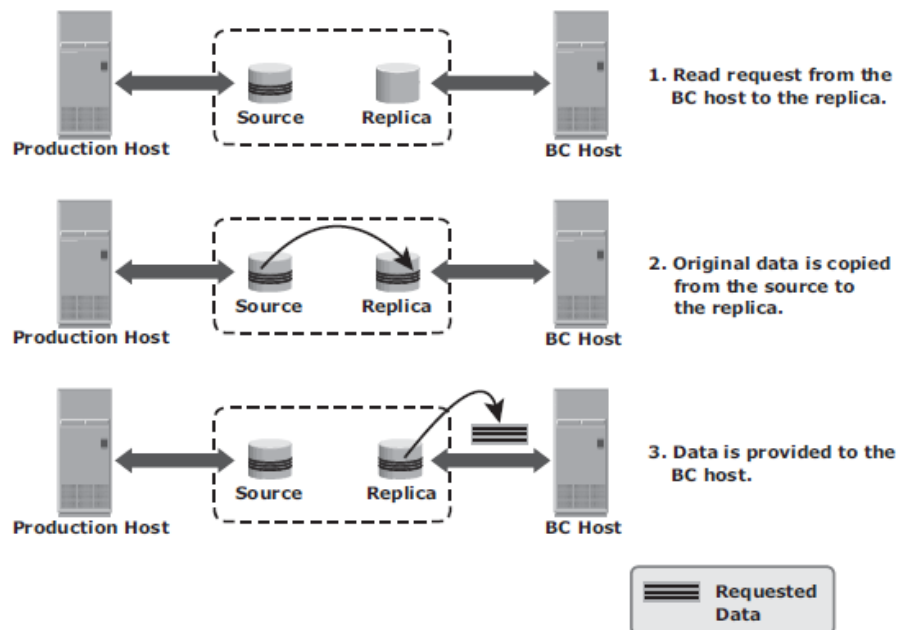 Source
Replica
Production Host
BC Host
1. Read request from the
BC host to the replica.
Source
Replica
Production Host
BC Host
2. Original data is copied
from the source to
the replica.
Source
Replica
Production Host
BC Host
3. Data is provided to the
BC host.
Requested
Data